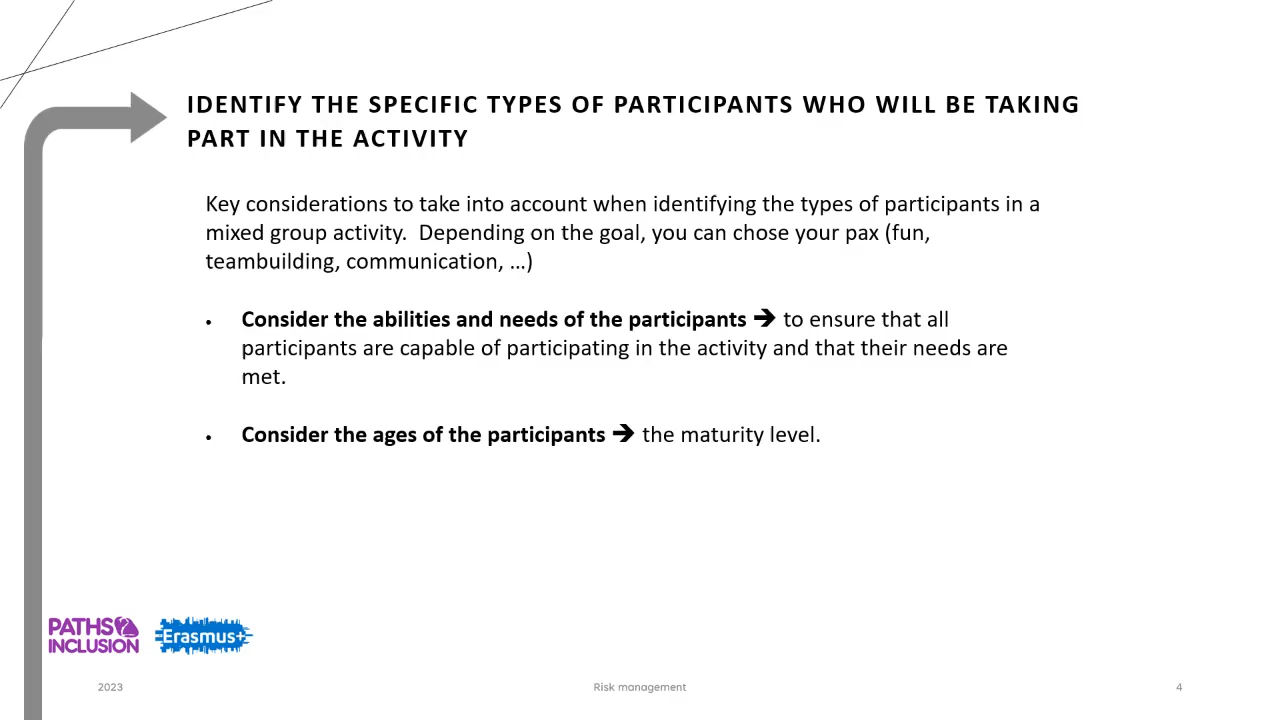 IDENTIFY THE SPECIFIC TYPES OF PARTICIPANTS WHO WILL BE TAKING
PART IN THE ACTIVITY
Key considerations to take into account when identifying the types of participants in a
mixed group activity.  Depending on the goal, you can chose your pax (fun,
teambuilding, communication, …)
• Consider the abilities and needs of the participants 🡪 to ensure that all
participants are capable of participating in the activity and that their needs are
met.
• Consider the ages of the participants 🡪 the maturity level.
PATHS2
INCLUSION
Erasmus+
2023
Risk management
4